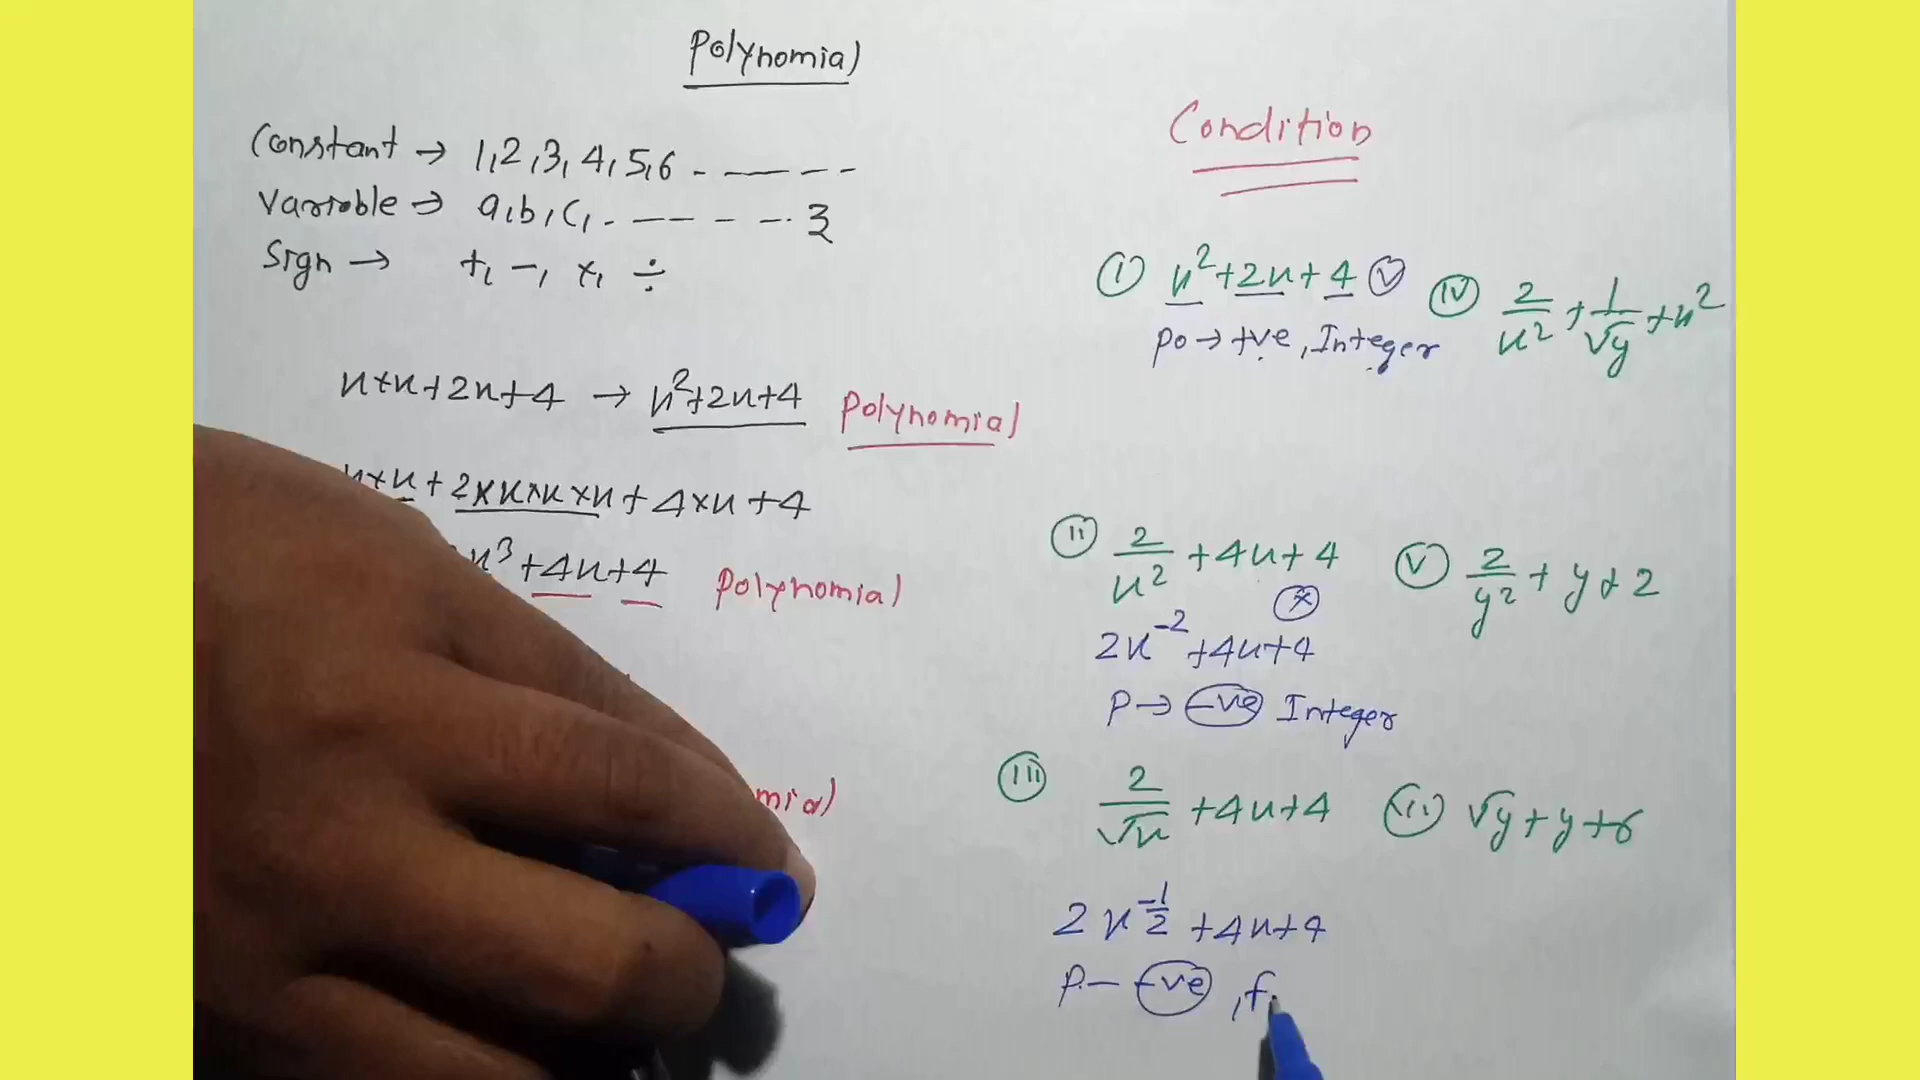 Polynomial
Constant → 1,2,3,4,5,6 - — - -
Variable → a,b,c, - — - - - z
Sign → +, -, ×, ÷
x×x+2x+4 → x²+2x+4 Polynomial
x×x + 2×x×x×x + 4×x + 4
x³ +4x+4 Polynomial
mial
Condition
(i) x²+2x+4 ✓
Po → +ve, Integer
(iv) 2/x² + 1/√y + x²
(ii) 2/x² +4x+4 ×
2x⁻² +4x+4
P → -ve Integer
(v) 2/y² + y + 2
(iii) 2/√x +4x+4
√y + y + 6
2x^-1/2 +4x+4
P — -ve , f